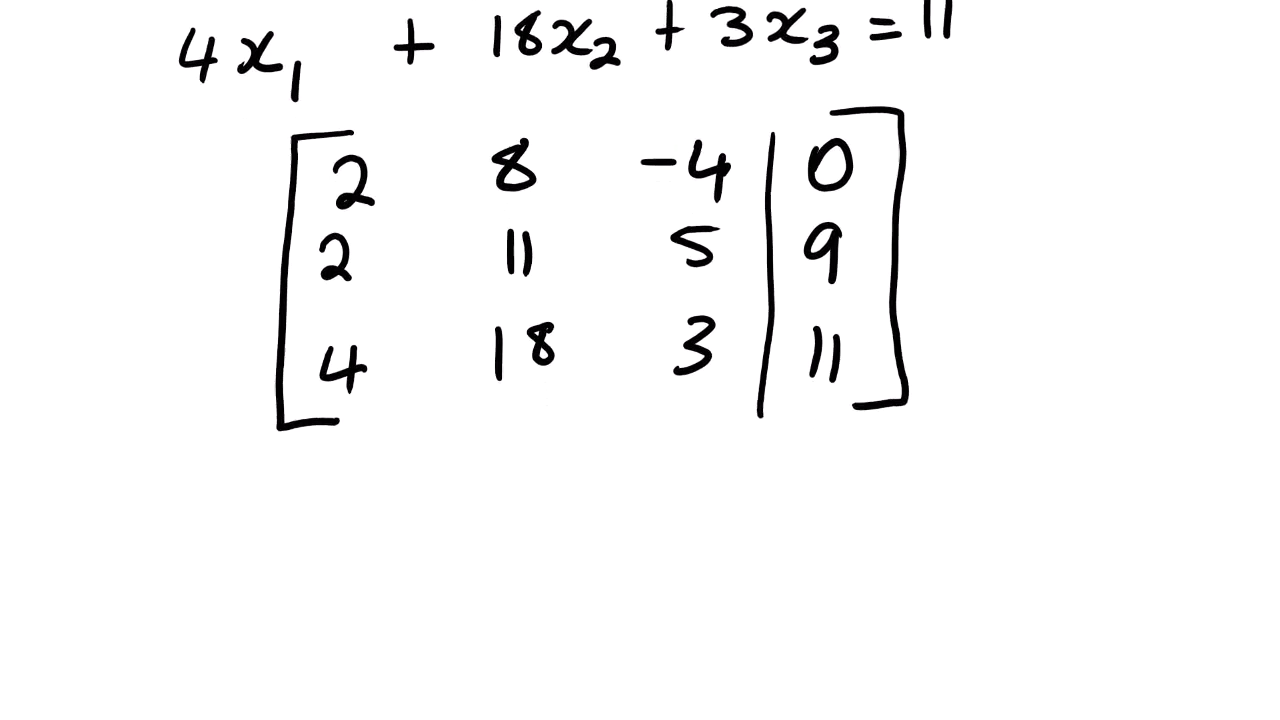 4x₁ + 18x₂ + 3x₃ = 11
2 8 -4 | 0
2 11 5 | 9
4 18 3 | 11